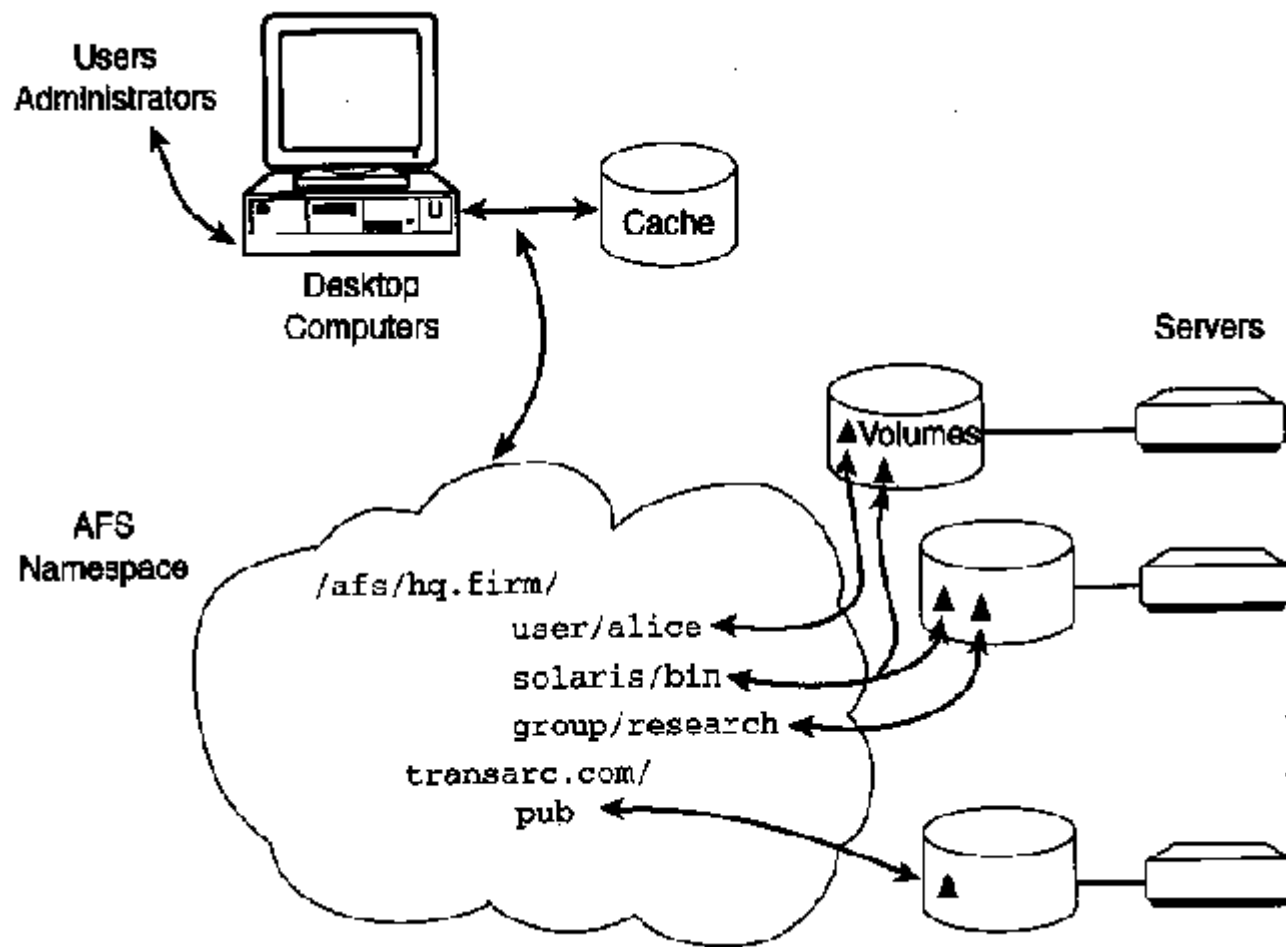 Users
Administrators
Cache
Desktop
Computers
Servers
Volumes
AFS
Namespace
/afs/hq.firm/
user/alice
solaris/bin
group/research
transarc.com/
pub